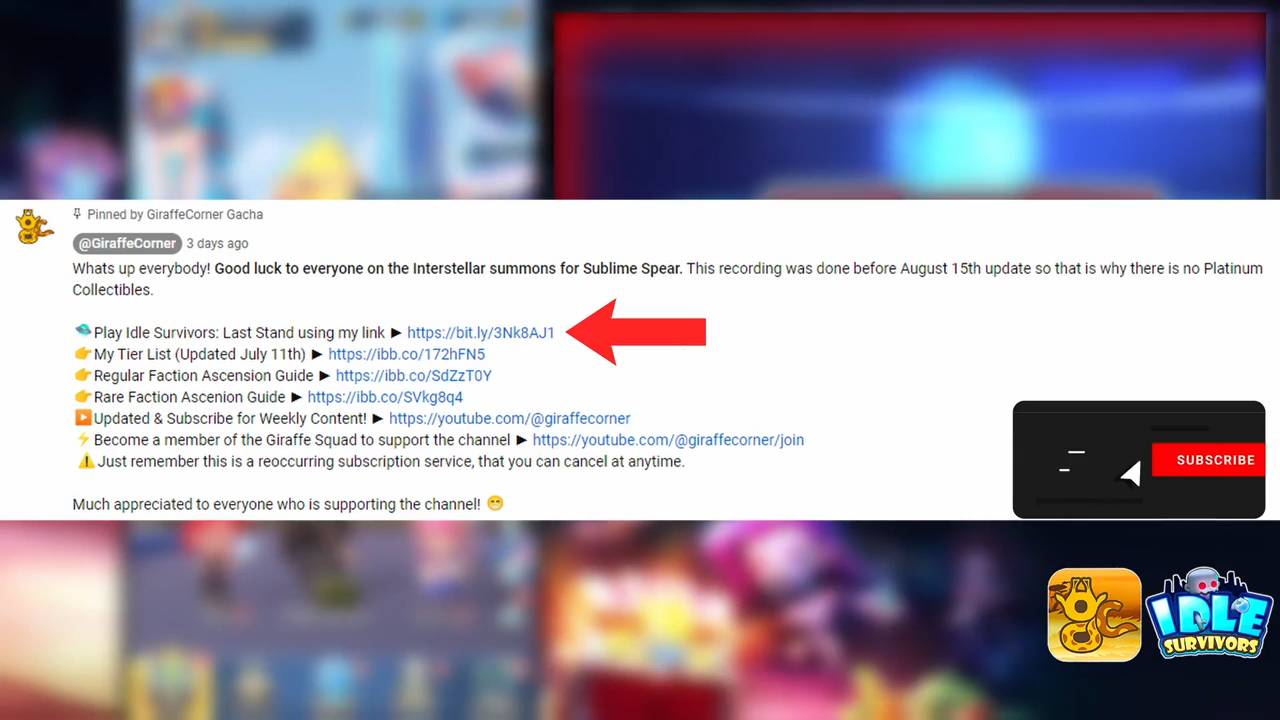 Pinned by GiraffeCorner Gacha
@GiraffeCorner 3 days ago
Whats up everybody! Good luck to everyone on the Interstellar summons for Sublime Spear. This recording was done before August 15th update so that is why there is no Platinum
Collectibles.
🛸Play Idle Survivors: Last Stand using my link ► https://bit.ly/3Nk8AJ1
👉My Tier List (Updated July 11th) ► https://ibb.co/172hFN5
👉Regular Faction Ascension Guide ► https://ibb.co/SdZzT0Y
👉Rare Faction Ascenion Guide ► https://ibb.co/SVkg8q4
▶️Updated & Subscribe for Weekly Content! ► https://youtube.com/@giraffecorner
⚡Become a member of the Giraffe Squad to support the channel ► https://youtube.com/@giraffecorner/join
⚠️Just remember this is a reoccurring subscription service, that you can cancel at anytime.
Much appreciated to everyone who is supporting the channel! 😁
SUBSCRIBE
IDLE
SURVIVORS